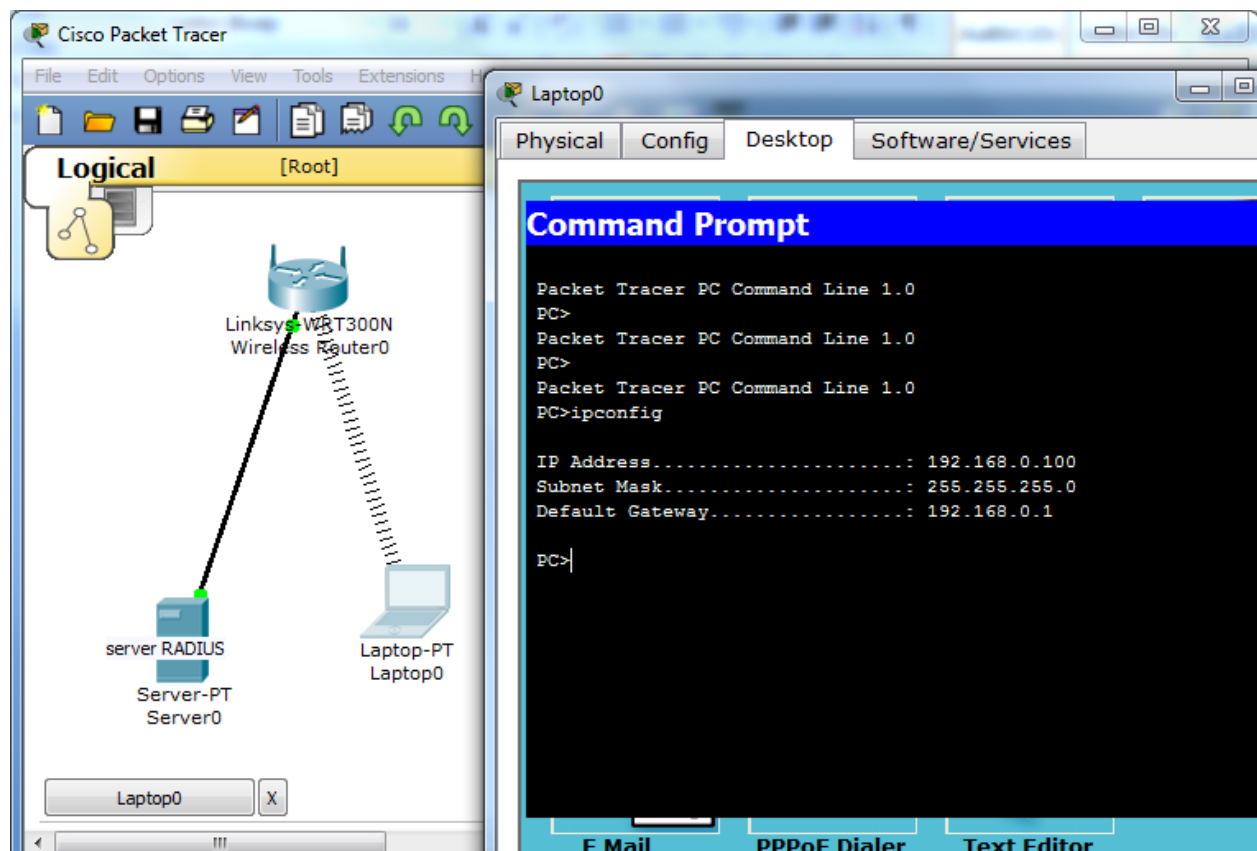 Cisco Packet Tracer
File Edit Options View Tools Extensions H
Logical
[Root]
Linksys-WRT300N
Wireless Router0
server RADIUS
Server-PT
Server0
Laptop-PT
Laptop0
Laptop0
X
Laptop0
Physical Config Desktop Software/Services
Command Prompt
Packet Tracer PC Command Line 1.0
PC>
Packet Tracer PC Command Line 1.0
PC>
Packet Tracer PC Command Line 1.0
PC>ipconfig
IP Address......................: 192.168.0.100
Subnet Mask.....................: 255.255.255.0
Default Gateway.................: 192.168.0.1
PC>
E Mail PPPoE Dialer Text Editor